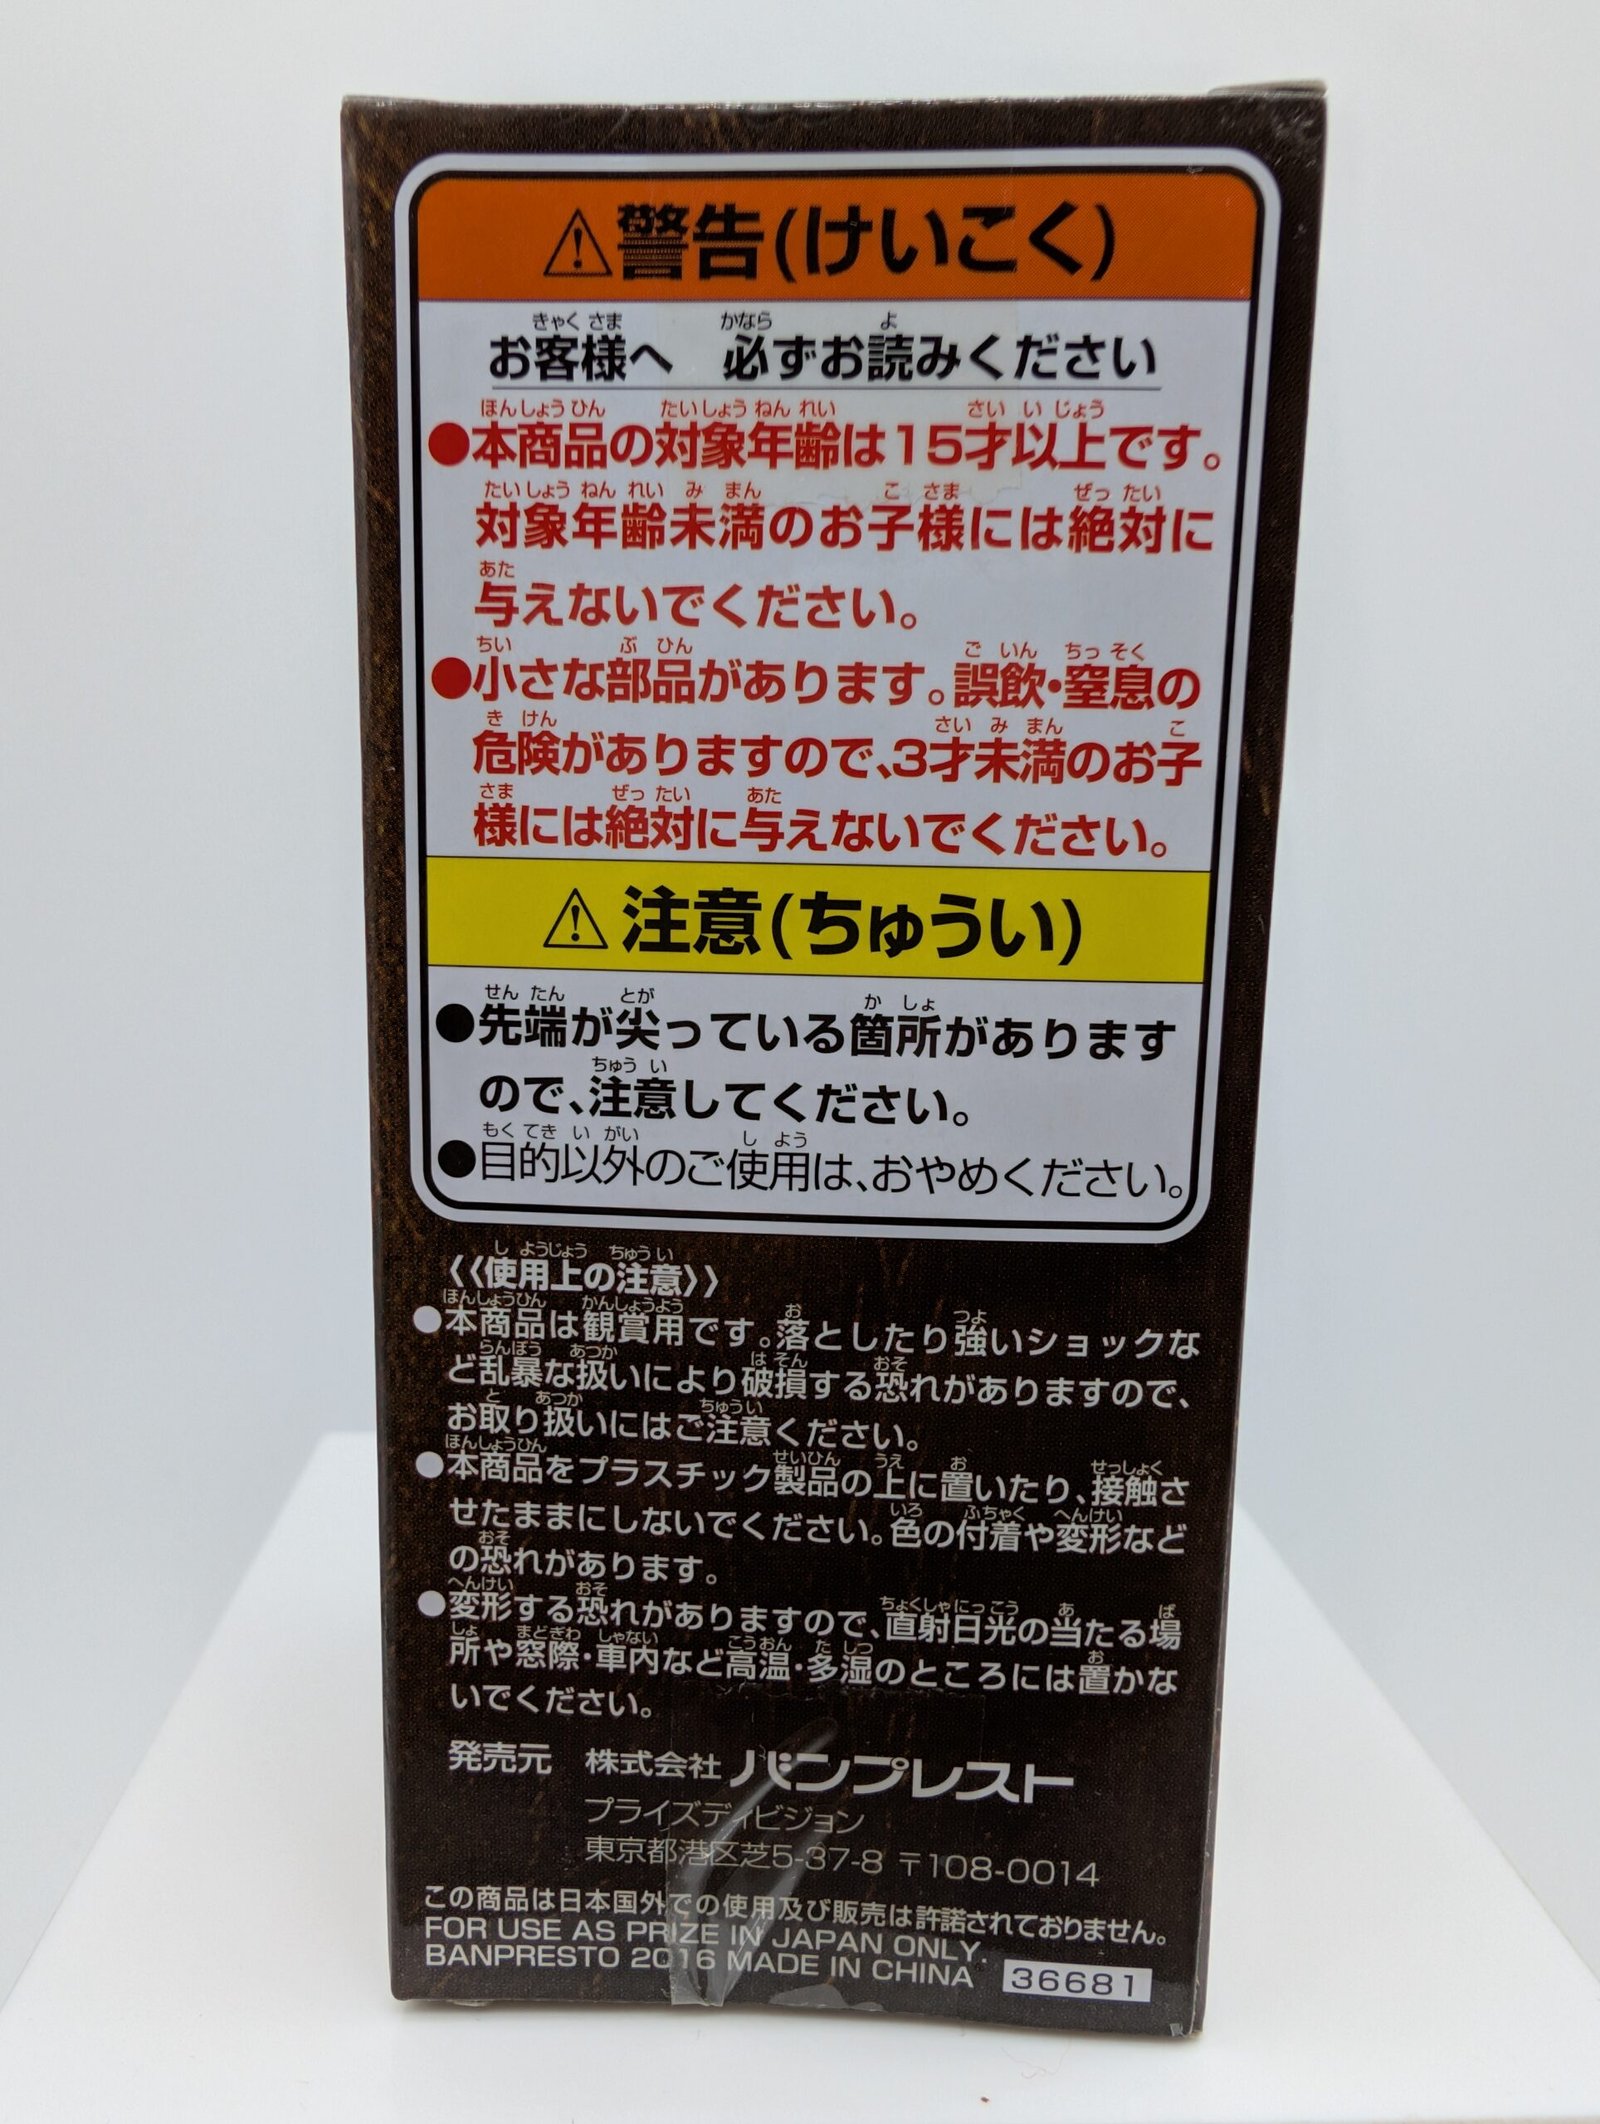 ⚠警告(けいこく)
お客様へ 必ずお読みください
●本商品の対象年齢は15才以上です。
対象年齢未満のお子様には絶対に
与えないでください。
●小さな部品があります。誤飲・窒息の
危険がありますので、3才未満のお子
様には絶対に与えないでください。
⚠注意(ちゅうい)
●先端が尖っている箇所があります
ので、注意してください。
●目的以外のご使用は、おやめください。
《使用上の注意》
●本商品は観賞用です。落としたり強いショックな
ど乱暴な扱いにより破損する恐れがありますので、
お取り扱いにはご注意ください。
●本商品をプラスチック製品の上に置いたり、接触さ
せたままにしないでください。色の付着や変形など
の恐れがあります。
●変形する恐れがありますので、直射日光の当たる場
所や窓際・車内など高温・多湿のところには置かな
いでください。
発売元 株式会社 バンプレスト
プライズディビジョン
東京都港区芝5-37-8 〒108-0014
この商品は日本国外での使用及び販売は許諾されておりません。
FOR USE AS PRIZE IN JAPAN ONLY.
BANPRESTO 2016 MADE IN CHINA 36681